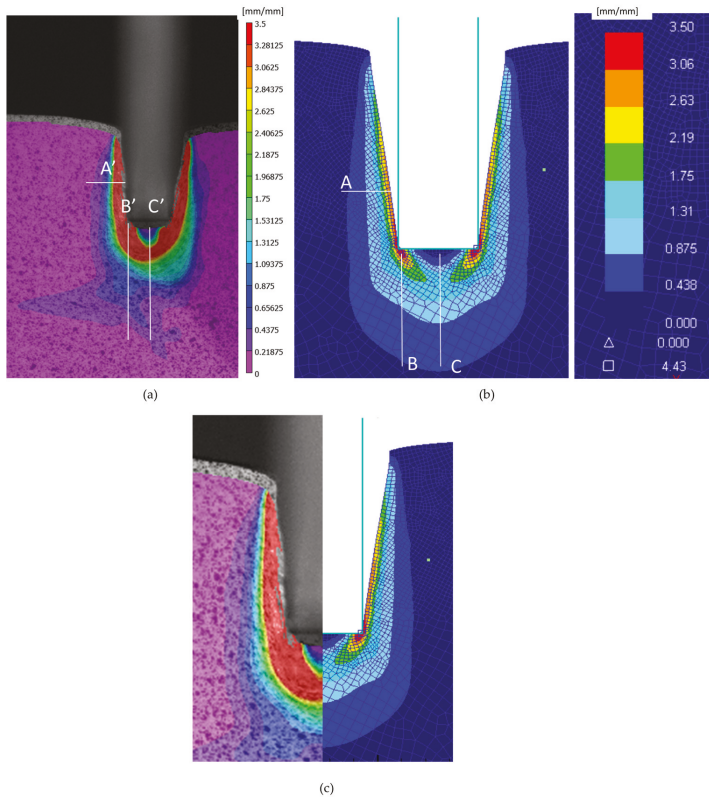 [mm/mm]
3.5
3.28125
3.0625
2.84375
2.625
2.40625
2.1875
1.96875
1.75
1.53125
1.3125
1.09375
0.875
0.65625
0.4375
0.21875
0
A′
B′
C′
(a)
A
B
C
(b)
[mm/mm]
3.50
3.06
2.63
2.19
1.75
1.31
0.875
0.438
0.000
△ 0.000
□ 4.43
(c)